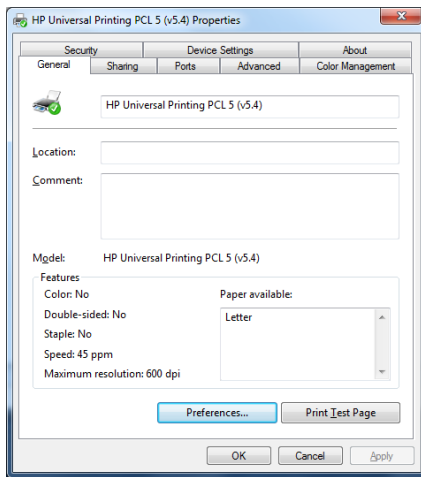 HP Universal Printing PCL 5 (v5.4) Properties
Security Device Settings About
General Sharing Ports Advanced Color Management
HP Universal Printing PCL 5 (v5.4)
Location:
Comment:
Model: HP Universal Printing PCL 5 (v5.4)
Features
Color: No Paper available:
Double-sided: No Letter
Staple: No
Speed: 45 ppm
Maximum resolution: 600 dpi
Preferences... Print Test Page
OK Cancel Apply